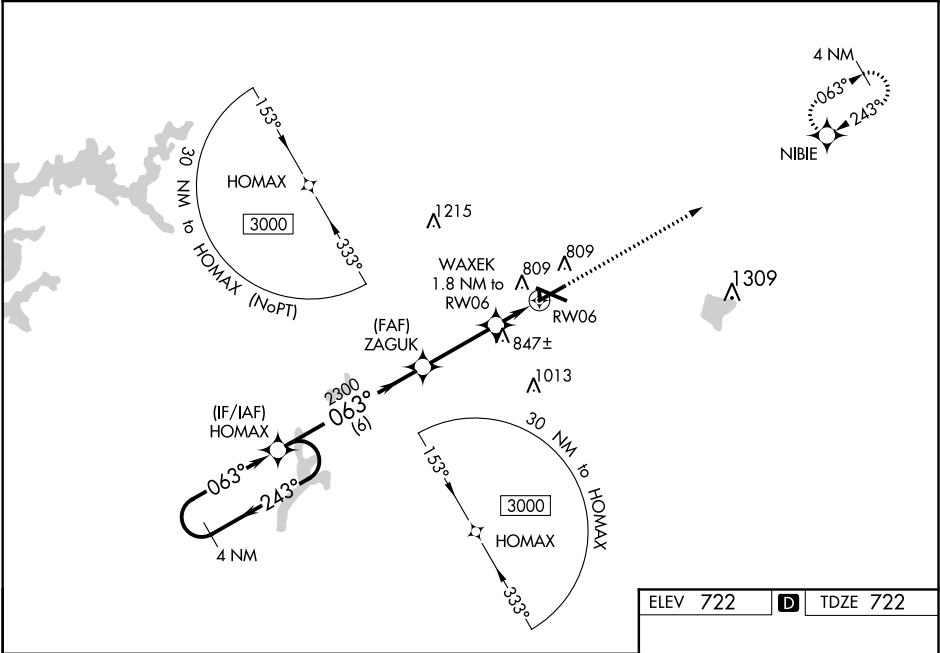 4 NM
063°
243°
NIBIE
153°
HOMAX
3000
333°
30 NM to HOMAX (NoPT)
1215
WAXEK
1.8 NM to
RW06
809
809
RW06
1309
847±
(FAF)
ZAGUK
1013
2300
063°
(6)
(IF/IAF)
HOMAX
063°
243°
4 NM
30 NM to HOMAX
153°
3000
HOMAX
333°
ELEV 722 D TDZE 722